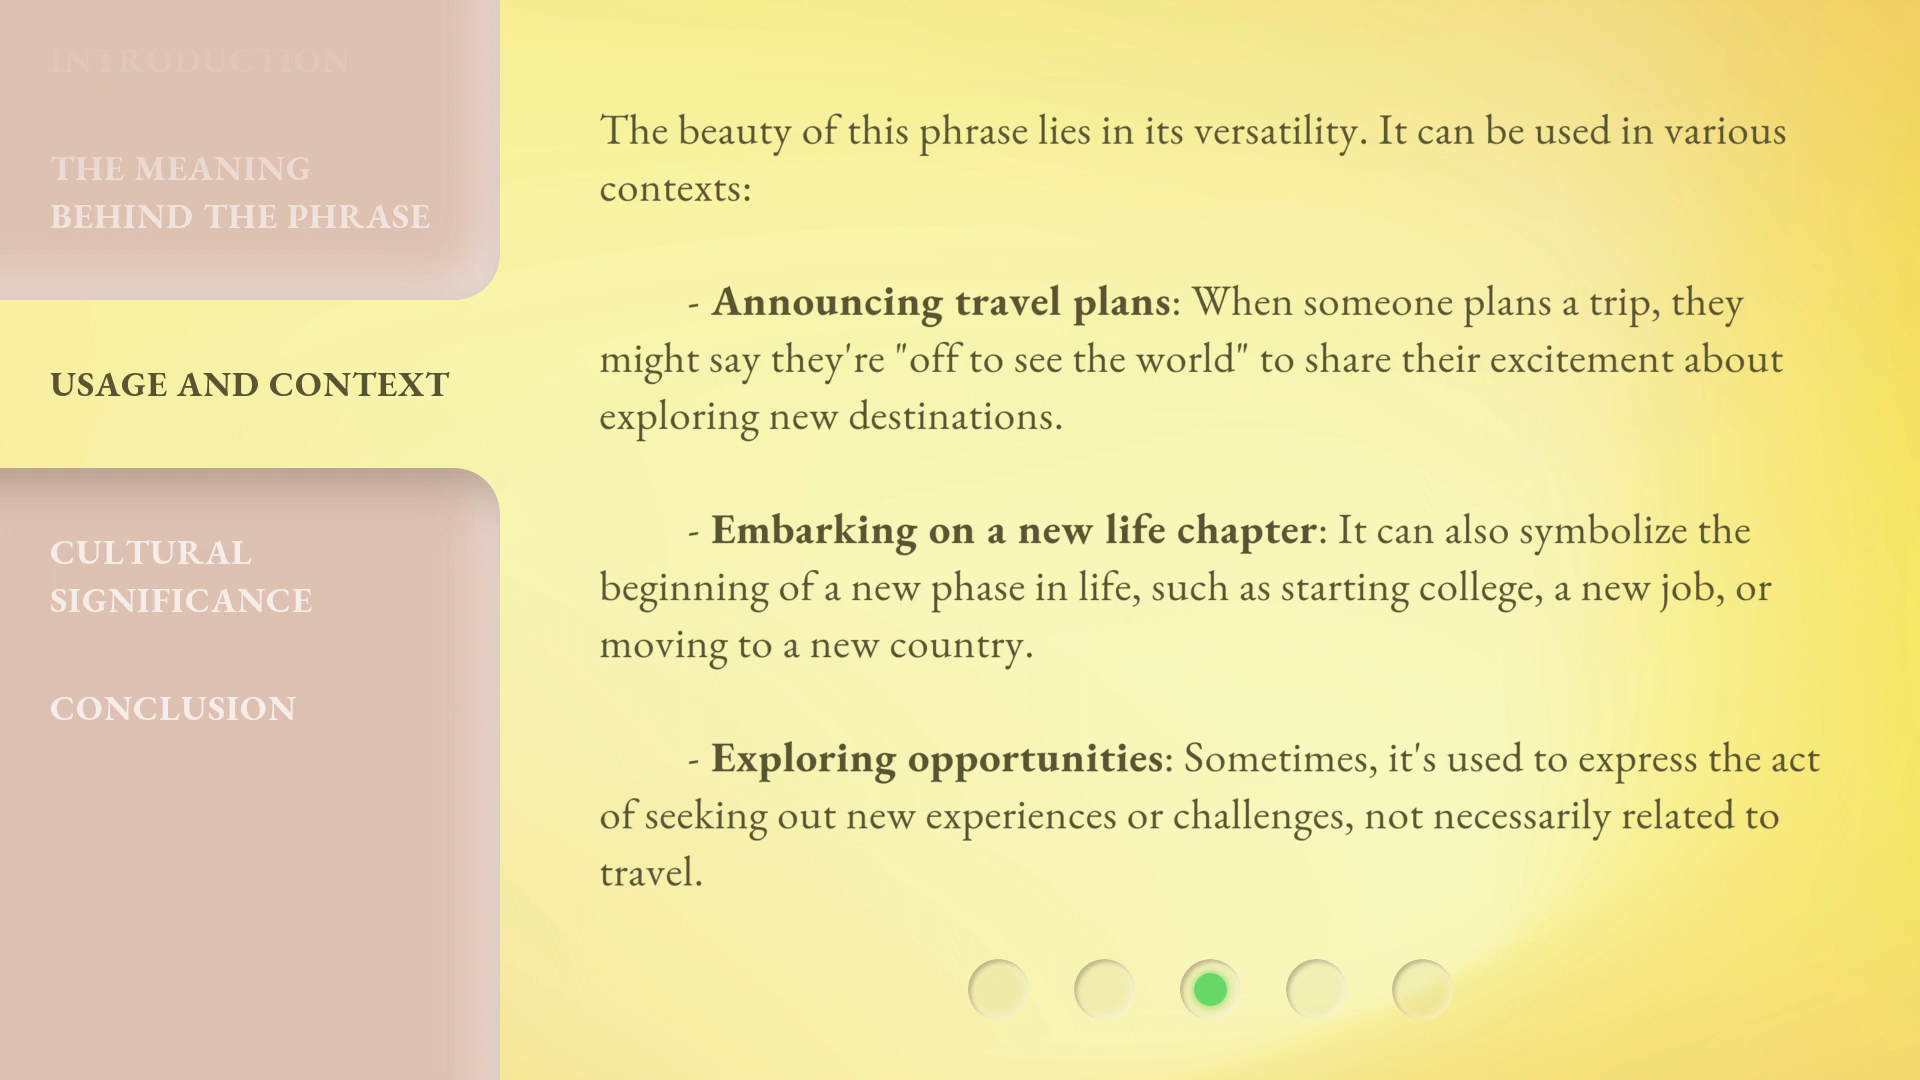 INTRODUCTION
THE MEANING
BEHIND THE PHRASE
USAGE AND CONTEXT
CULTURAL
SIGNIFICANCE
CONCLUSION
The beauty of this phrase lies in its versatility. It can be used in various
contexts:
- Announcing travel plans: When someone plans a trip, they
might say they're "off to see the world" to share their excitement about
exploring new destinations.
- Embarking on a new life chapter: It can also symbolize the
beginning of a new phase in life, such as starting college, a new job, or
moving to a new country.
- Exploring opportunities: Sometimes, it's used to express the act
of seeking out new experiences or challenges, not necessarily related to
travel.